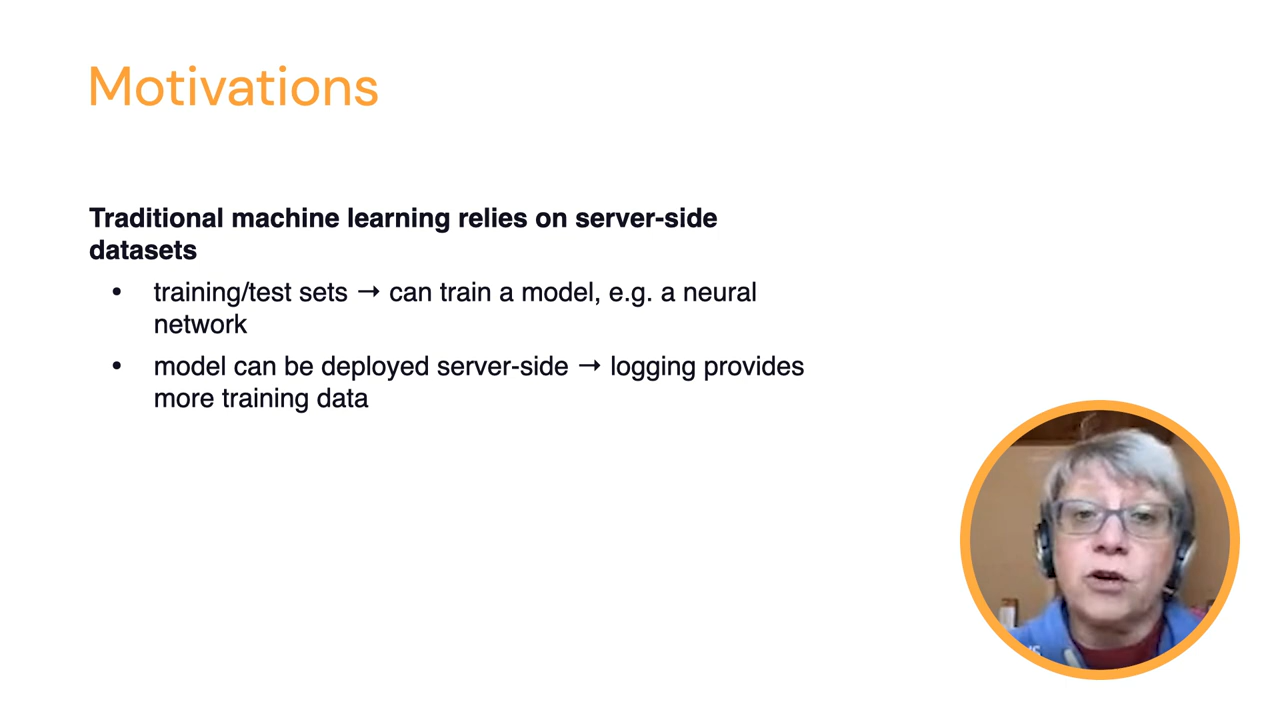 Motivations
Traditional machine learning relies on server-side
datasets
• training/test sets → can train a model, e.g. a neural
network
• model can be deployed server-side → logging provides
more training data